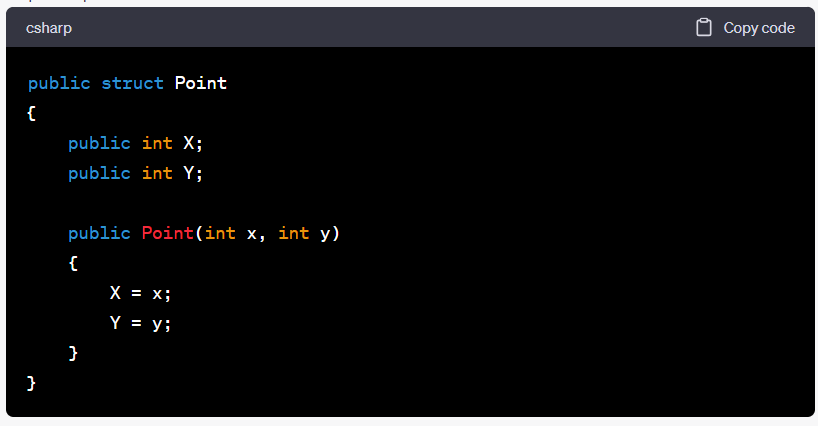 csharp
Copy code
public struct Point
{
    public int X;
    public int Y;

    public Point(int x, int y)
    {
        X = x;
        Y = y;
    }
}